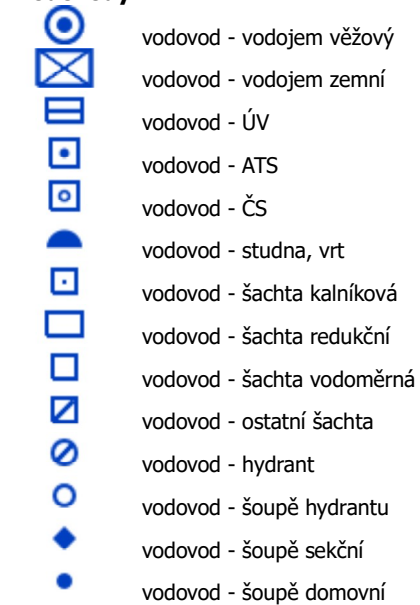 vodovod - vodojem věžový
vodovod - vodojem zemní
vodovod - ÚV
vodovod - ATS
vodovod - ČS
vodovod - studna, vrt
vodovod - šachta kalníková
vodovod - šachta redukční
vodovod - šachta vodoměrná
vodovod - ostatní šachta
vodovod - hydrant
vodovod - šoupě hydrantu
vodovod - šoupě sekční
vodovod - šoupě domovní